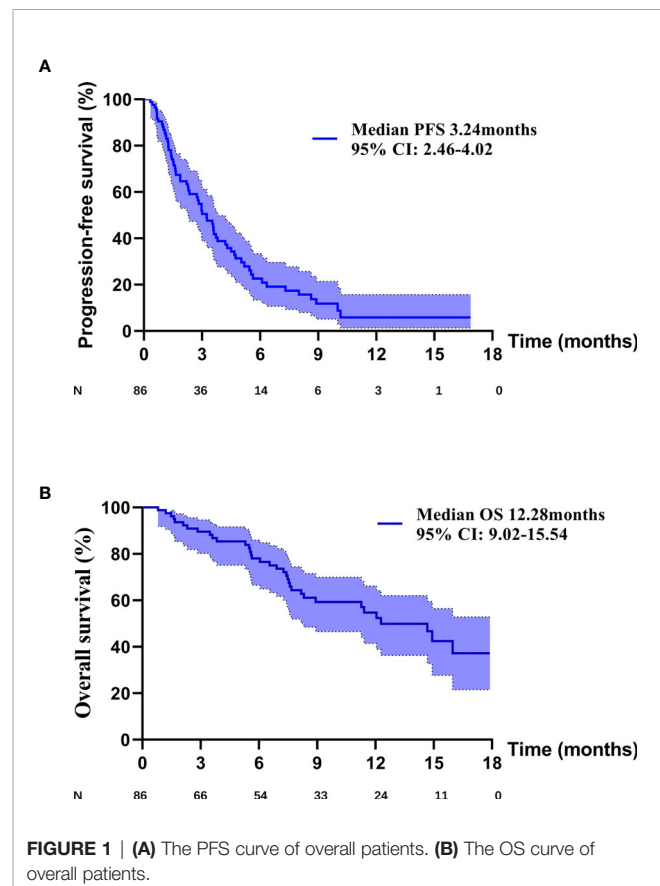 A
Progression-free survival (%)
100
80
60
40
20
0
Median PFS 3.24months
95% CI: 2.46-4.02
0 3 6 9 12 15 18
Time (months)
N 86 36 14 6 3 1 0
B
Overall survival (%)
100
80
60
40
20
0
Median OS 12.28months
95% CI: 9.02-15.54
0 3 6 9 12 15 18
Time (months)
N 86 66 54 33 24 11 0
FIGURE 1 | (A) The PFS curve of overall patients. (B) The OS curve of
overall patients.